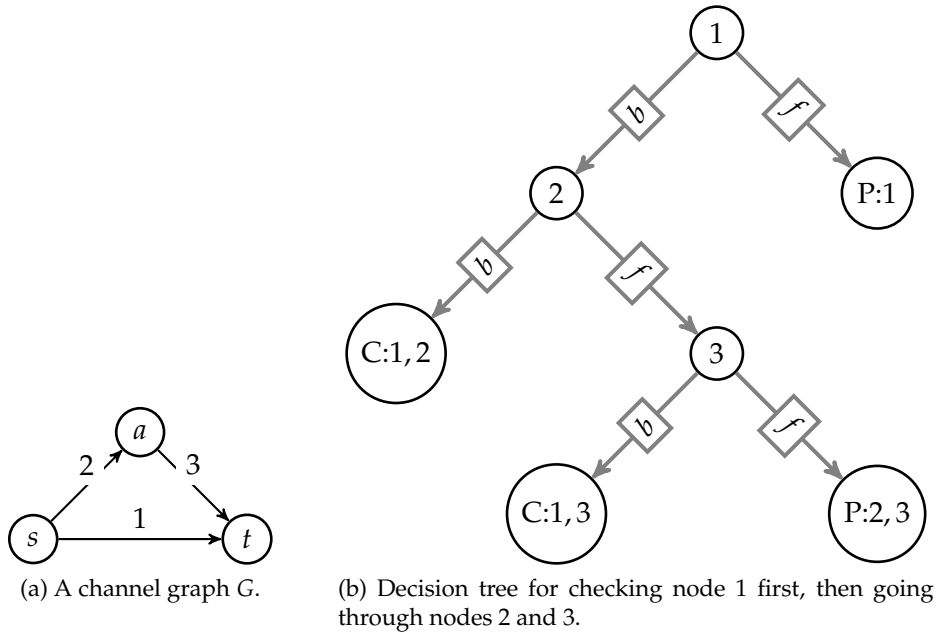 1
b
f
2
P:1
b
f
C:1, 2
3
a
b
f
2
3
s
1
t
C:1, 3
P:2, 3
(a) A channel graph G.
(b) Decision tree for checking node 1 first, then going
through nodes 2 and 3.